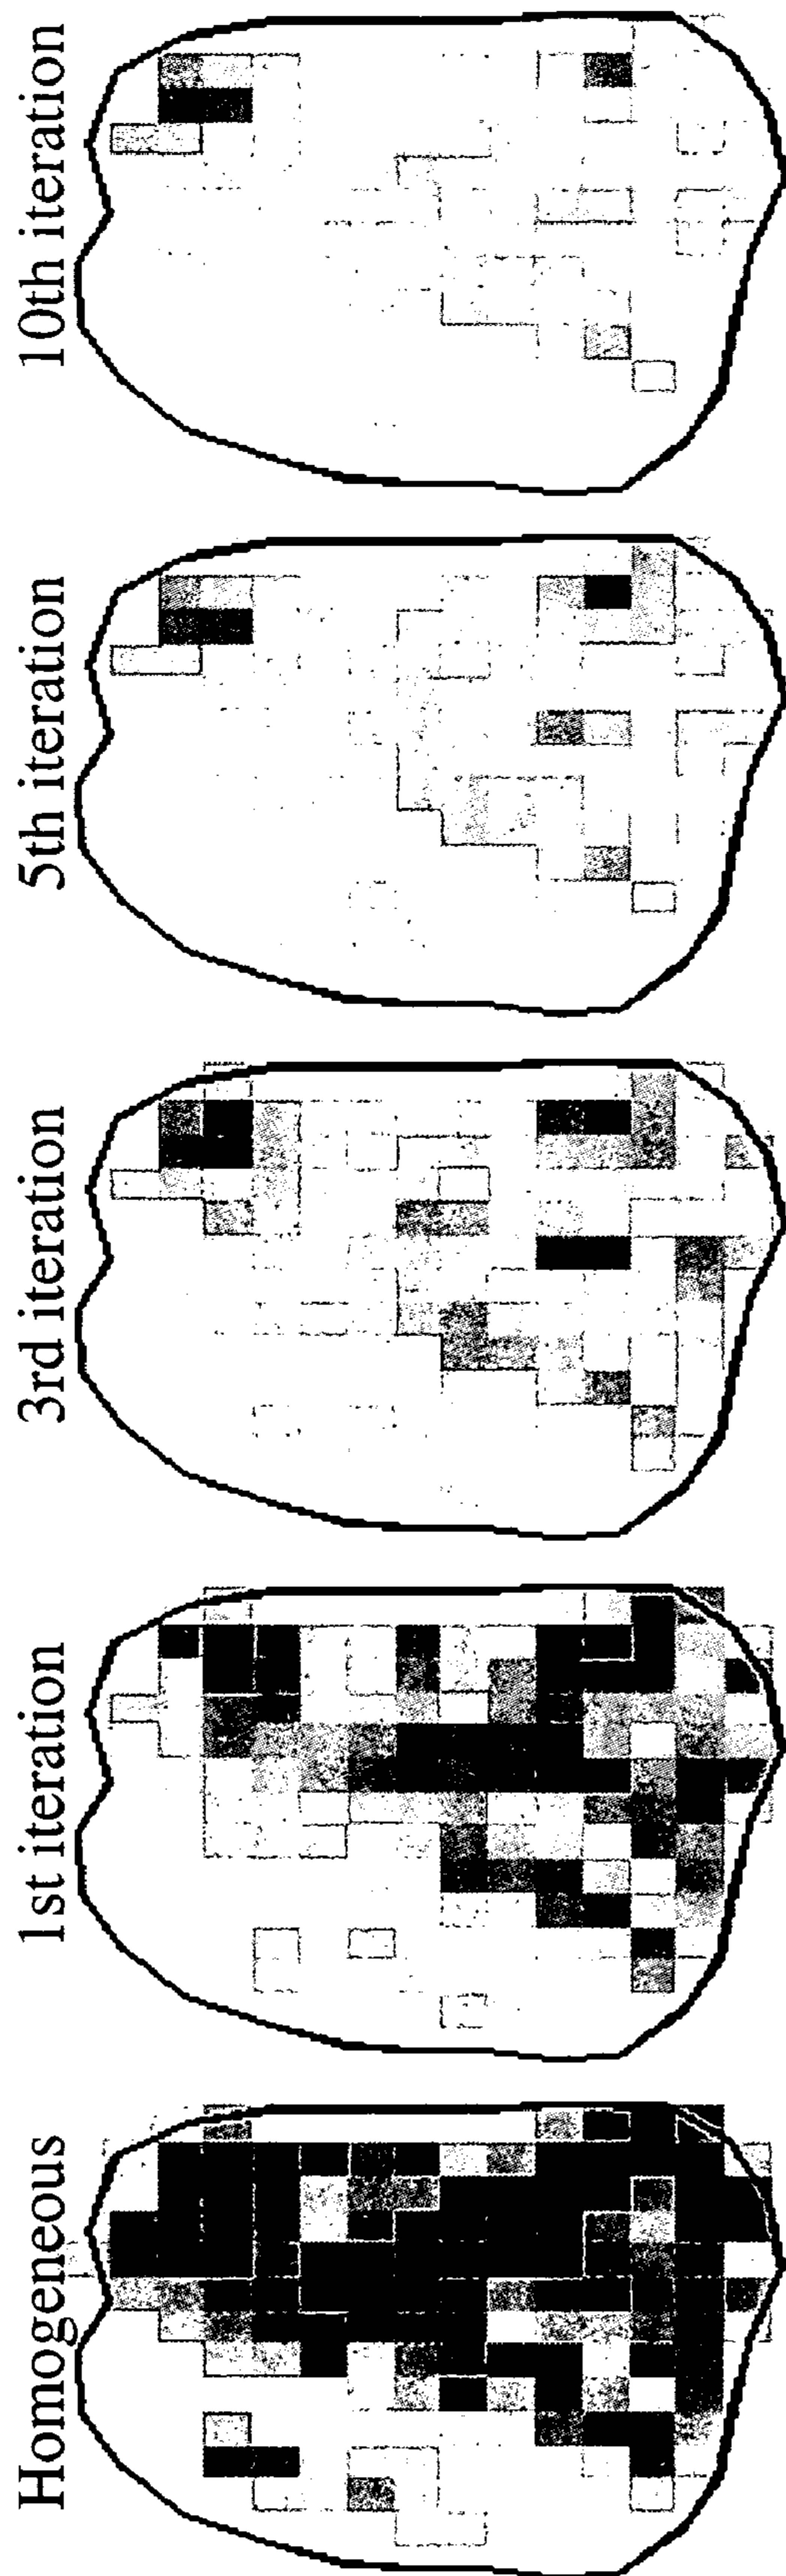 Homogeneous
1st iteration
3rd iteration
5th iteration
10th iteration